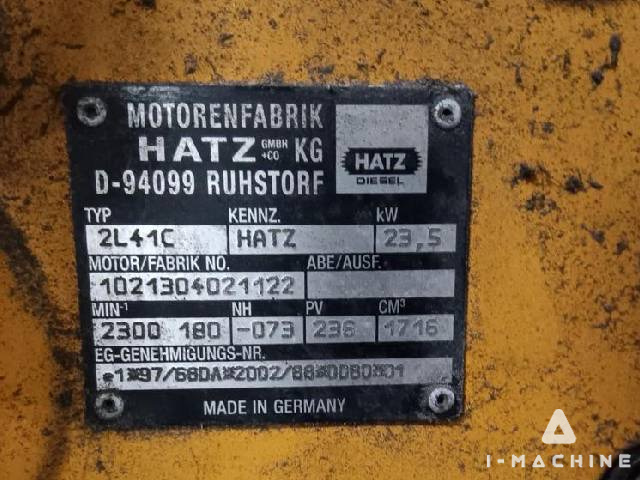 MOTORENFABRIK
HATZ GMBH +CO KG
D-94099 RUHSTORF
HATZ
DIESEL
TYP KENNZ. kW
2L41C HATZ 23,5
MOTOR/FABRIK NO. ABE/AUSF.
1021304021122
MIN-1 NH PV CM³
2300 180 -073 236 1716
EG-GENEHMIGUNGS-NR.
e1*97/68DA*2002/88*0080*01
MADE IN GERMANY
I-MACHINE